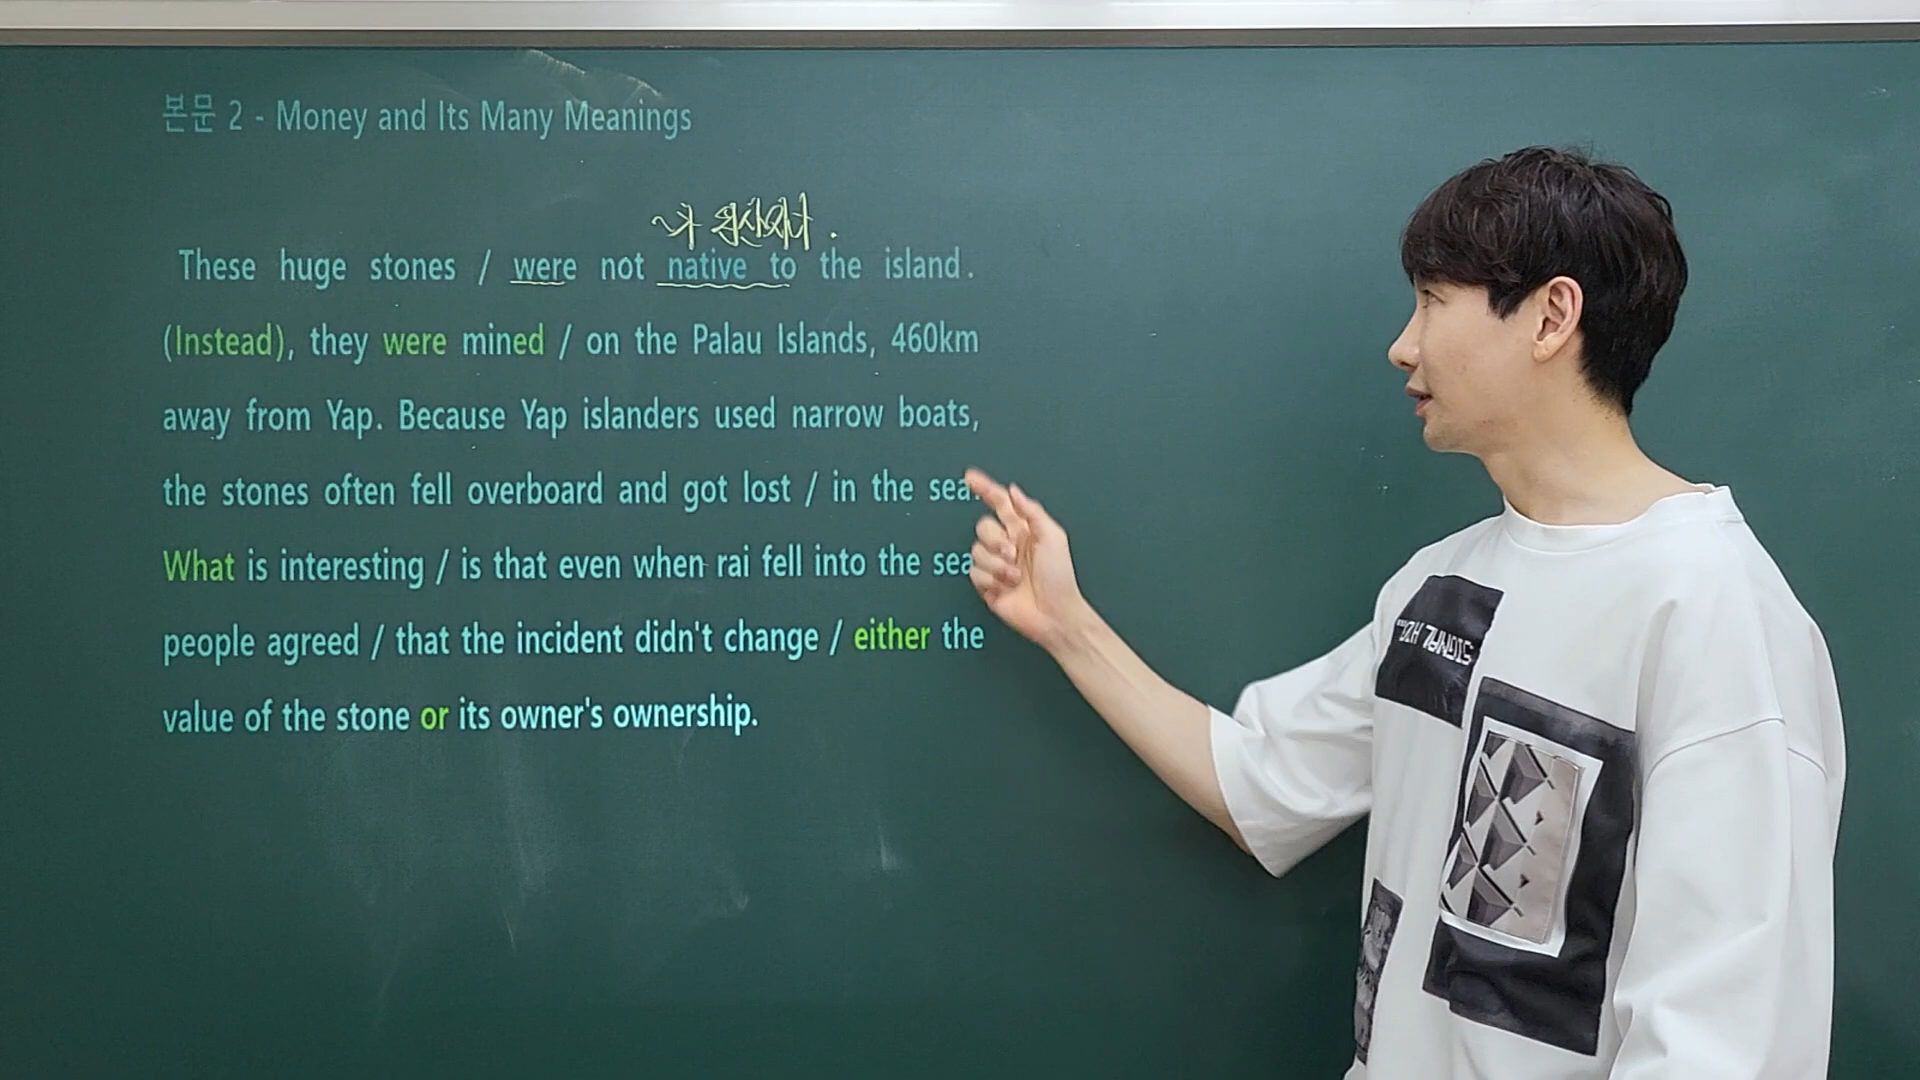 본문 2 - Money and Its Many Meanings
가 원산이다.
These huge stones / were not native to the island.
(Instead), they were mined / on the Palau Islands, 460km
away from Yap. Because Yap islanders used narrow boats,
the stones often fell overboard and got lost / in the sea.
What is interesting / is that even when rai fell into the sea
people agreed / that the incident didn't change / either the
value of the stone or its owner's ownership.